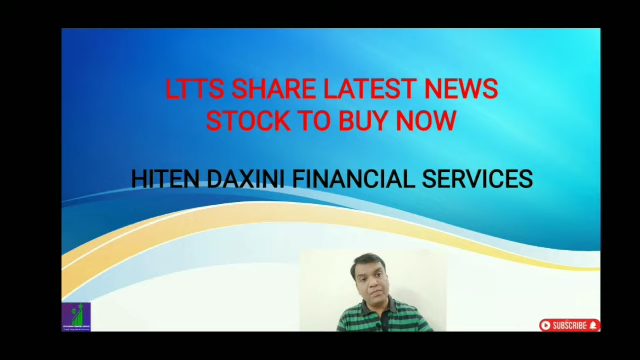 LTTS SHARE LATEST NEWS
STOCK TO BUY NOW
HITEN DAXINI FINANCIAL SERVICES
SUBSCRIBE